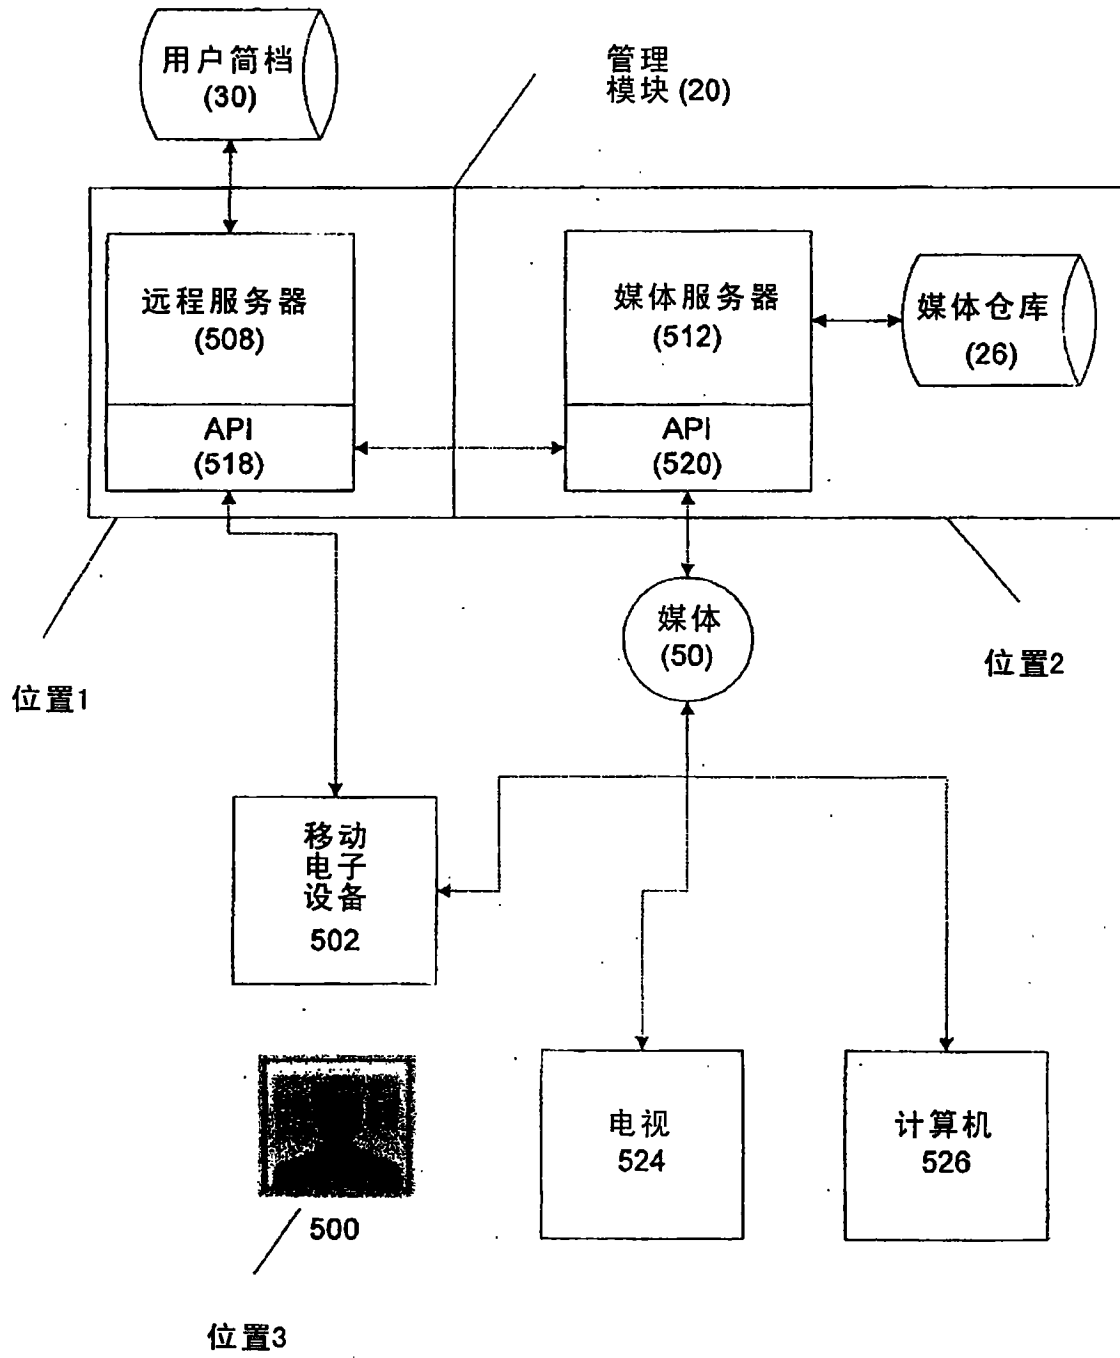 用户简档
(30)
管理
模块 (20)
远程服务器
(508)
API
(518)
媒体服务器
(512)
API
(520)
媒体仓库
(26)
媒体
(50)
位置1
位置2
移动
电子
设备
502
电视
524
计算机
526
500
位置3